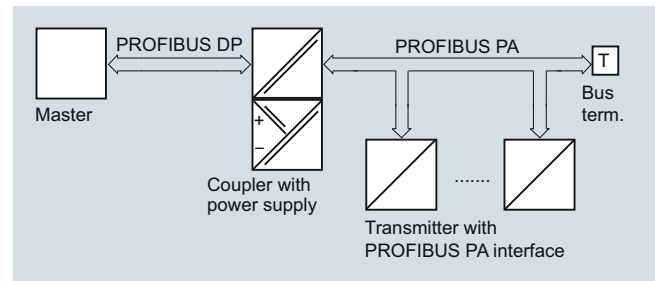 PROFIBUS DP
PROFIBUS PA
T
Master
Bus
term.
+
–
Coupler with
power supply
.......
Transmitter with
PROFIBUS PA interface